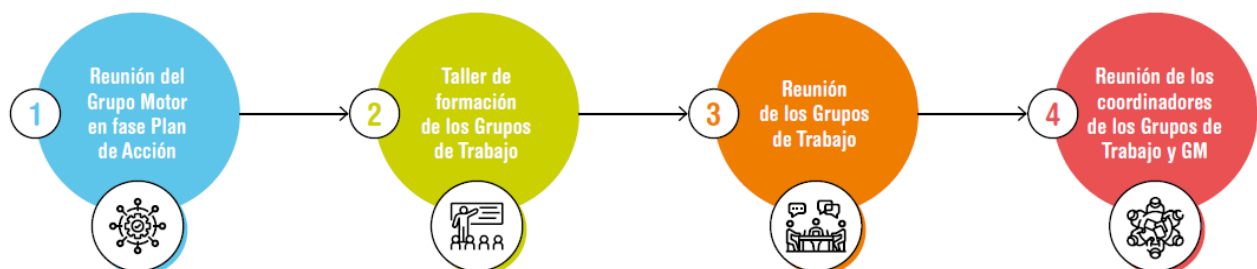 1
Reunión del
Grupo Motor
en fase Plan
de Acción
2
Taller de
formación
de los Grupos
de Trabajo
3
Reunión
de los Grupos
de Trabajo
4
Reunión de los
coordinadores
de los Grupos de
Trabajo y GM